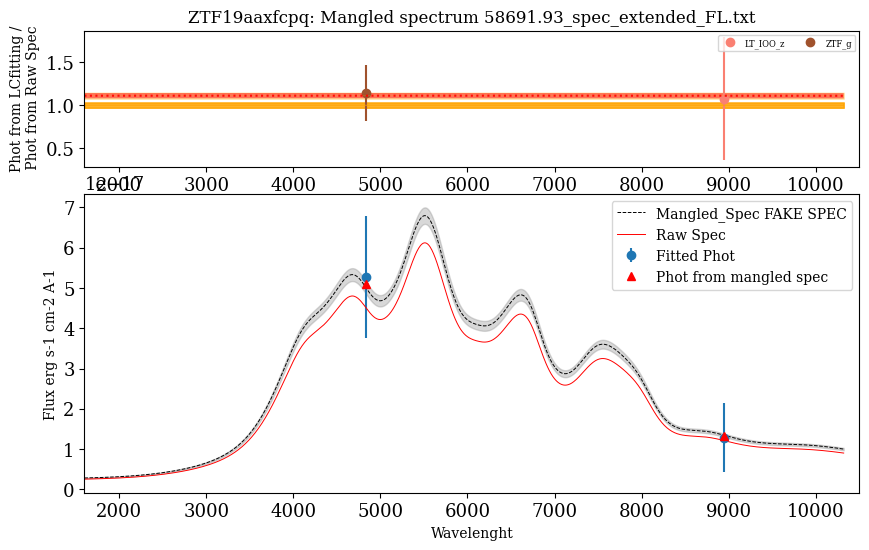 ZTF19aaxfcpq: Mangled spectrum 58691.93_spec_extended_FL.txt
Phot from LCfitting /
Phot from Raw Spec
1.5
1.0
0.5
LT_IOO_z
ZTF_g
2000 3000 4000 5000 6000 7000 8000 9000 10000
1e−17
Flux erg s-1 cm-2 A-1
7
6
5
4
3
2
1
0
Mangled_Spec FAKE SPEC
Raw Spec
Fitted Phot
Phot from mangled spec
2000 3000 4000 5000 6000 7000 8000 9000 10000
Wavelenght